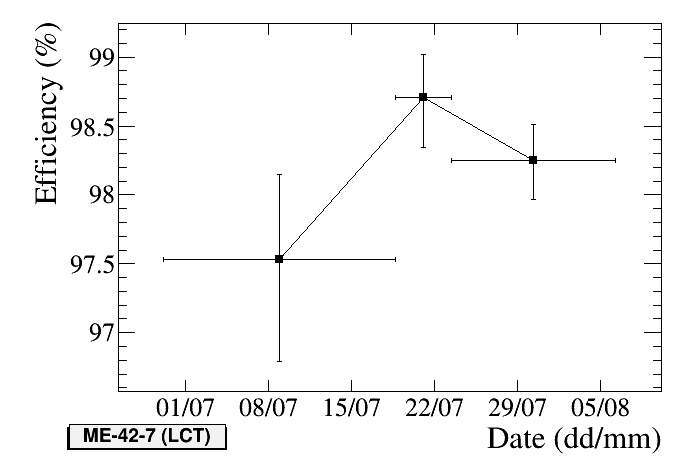 Efficiency (%)
99
98.5
98
97.5
97
01/07 08/07 15/07 22/07 29/07 05/08
ME-42-7 (LCT)
Date (dd/mm)